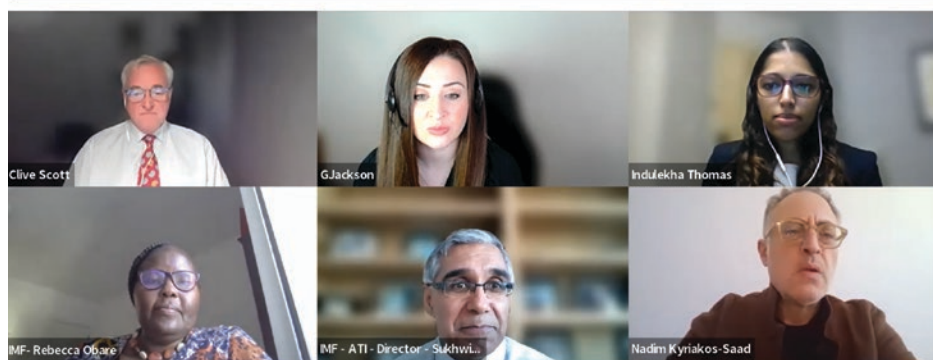 Clive Scott
GJackson
Indulekha Thomas
IMF- Rebecca Obare
IMF - ATI - Director - Sukhwi...
Nadim Kyriakos-Saad